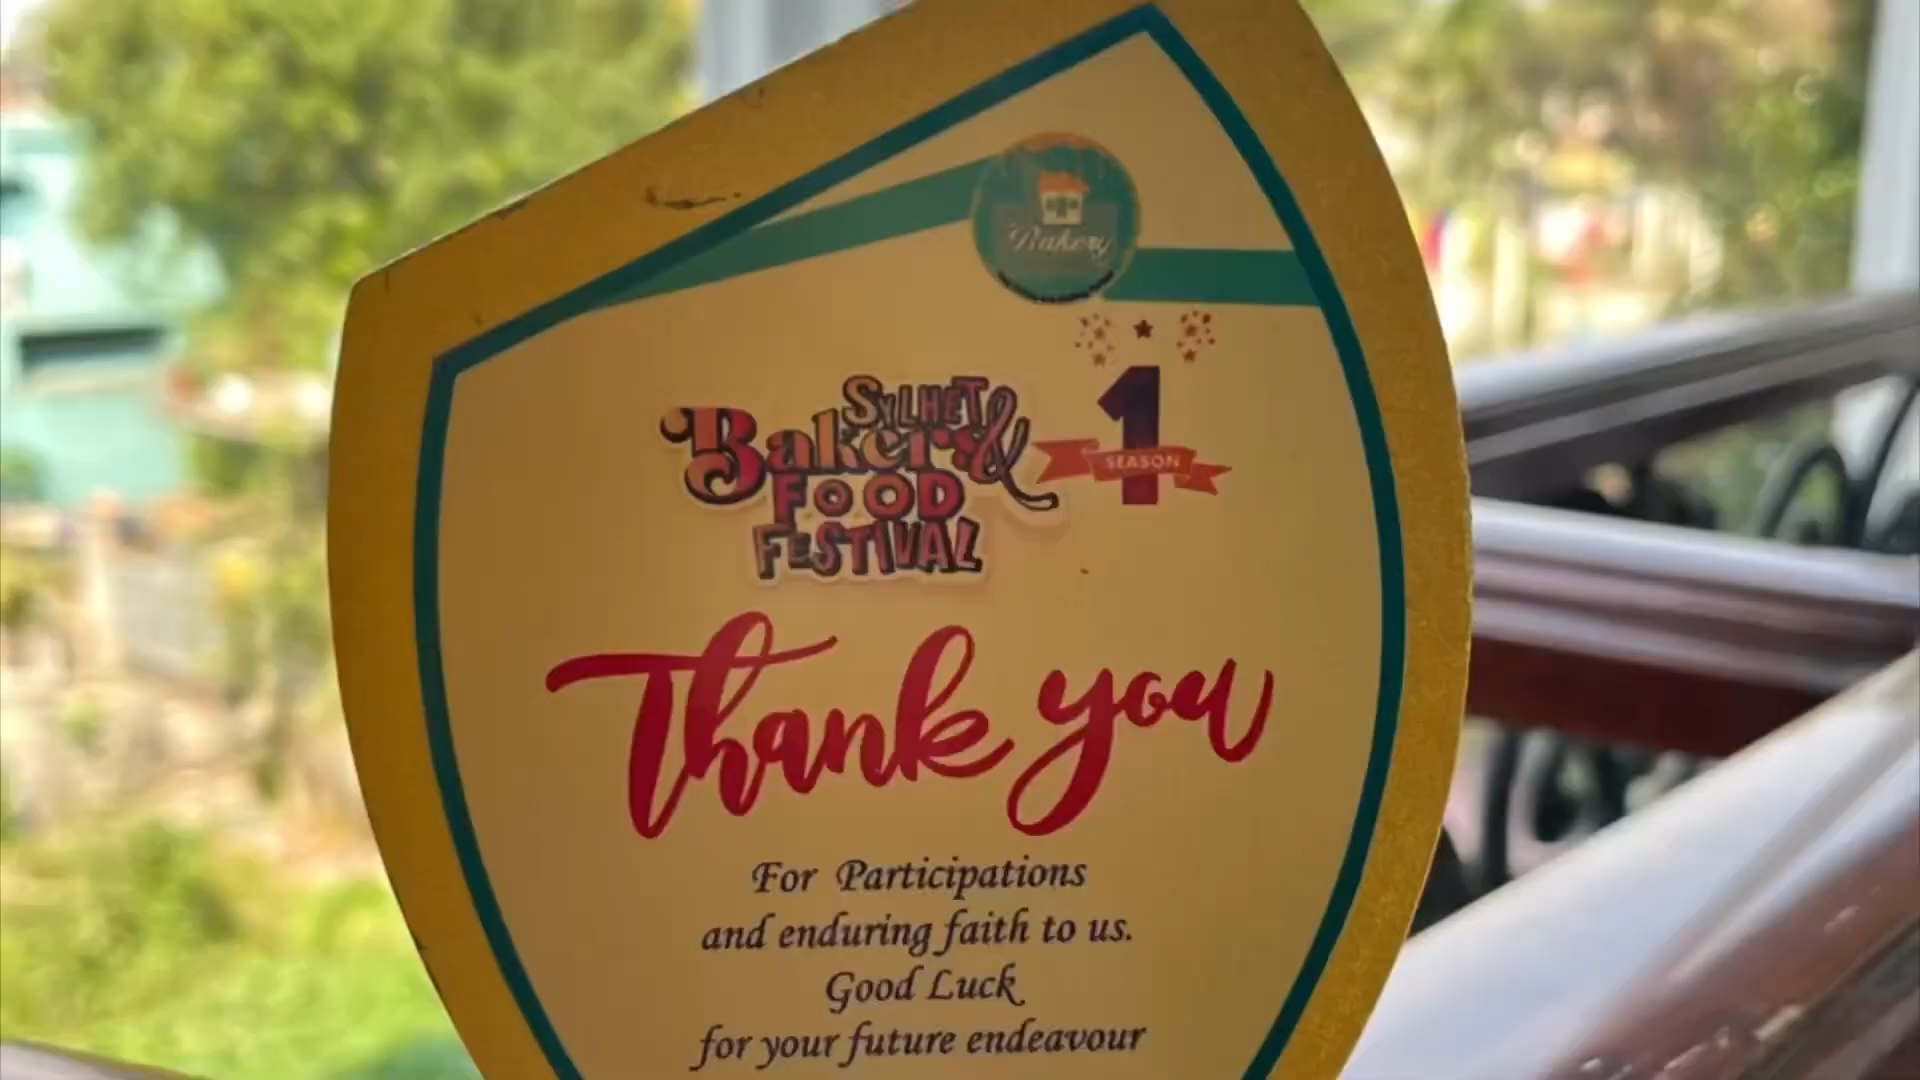 Bakery
SYLHET
Bakers &
FOOD
FESTIVAL
1
SEASON
Thank you
For Participations
and enduring faith to us.
Good Luck
for your future endeavour